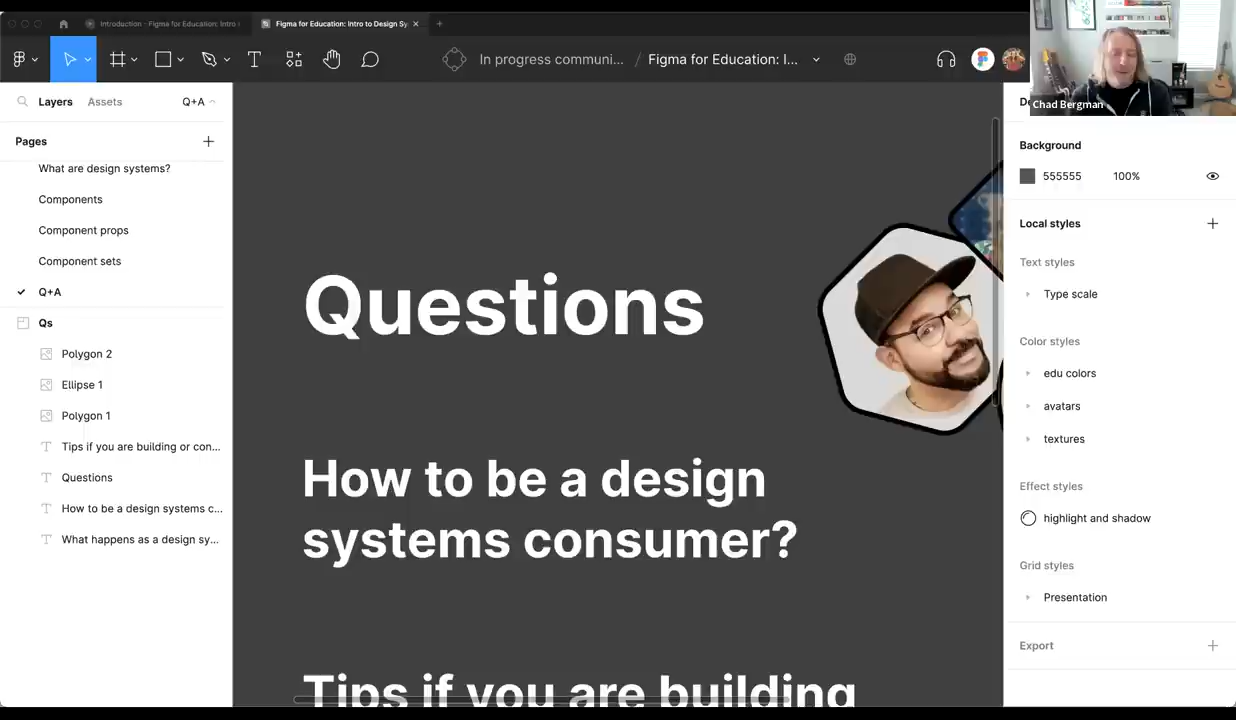 Introduction - Figma for Education: Intro t
Figma for Education: Intro to Design Sy
In progress communi... / Figma for Education: I...
Chad Bergman
Layers Assets Q+A
Pages
What are design systems?
Components
Component props
Component sets
Q+A
Qs
Polygon 2
Ellipse 1
Polygon 1
Tips if you are building or con...
Questions
How to be a design systems c...
What happens as a design sy...
Questions
How to be a design
systems consumer?
Tips if you are building
Background
555555 100%
Local styles
Text styles
Type scale
Color styles
edu colors
avatars
textures
Effect styles
highlight and shadow
Grid styles
Presentation
Export